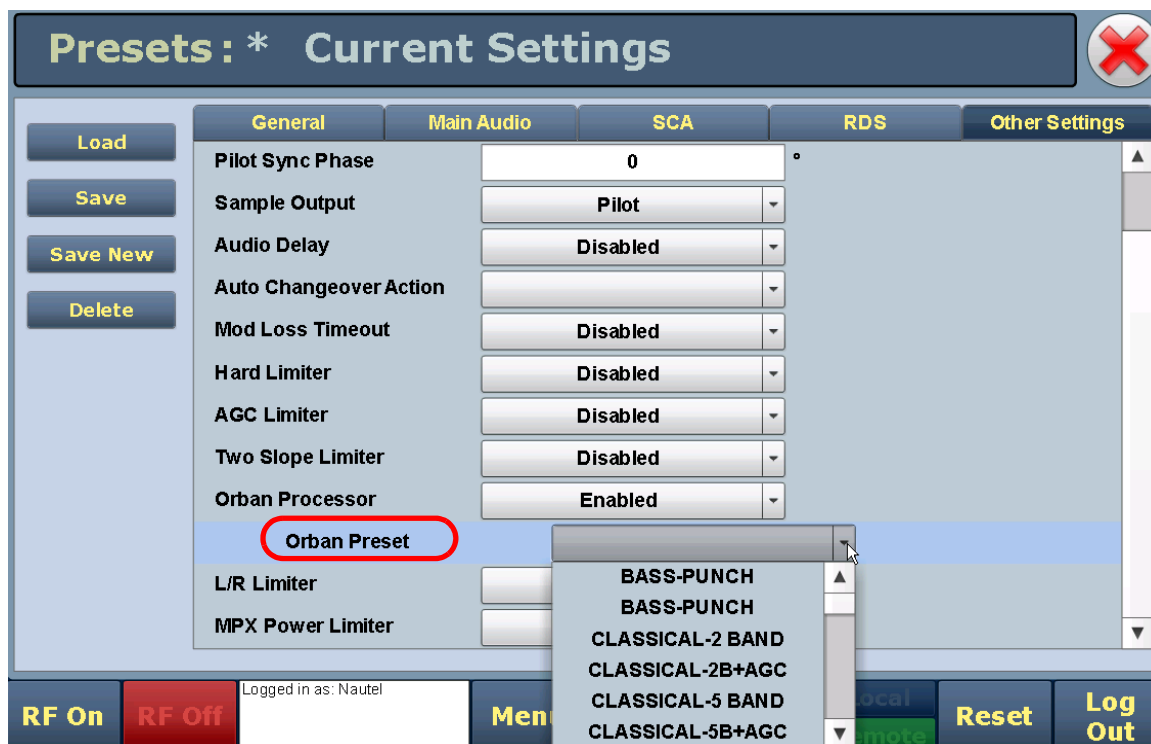 Presets: * Current Settings
General Main Audio SCA RDS Other Settings
Load
Save
Save New
Delete
Pilot Sync Phase 0 °
Sample Output Pilot
Audio Delay Disabled
Auto Changeover Action
Mod Loss Timeout Disabled
Hard Limiter Disabled
AGC Limiter Disabled
Two Slope Limiter Disabled
Orban Processor Enabled
Orban Preset
L/R Limiter
MPX Power Limiter
BASS-PUNCH
BASS-PUNCH
CLASSICAL-2 BAND
CLASSICAL-2B+AGC
CLASSICAL-5 BAND
CLASSICAL-5B+AGC
RF On
RF Off
Logged in as: Nautel
Men
ocal
emote
Reset
Log
Out